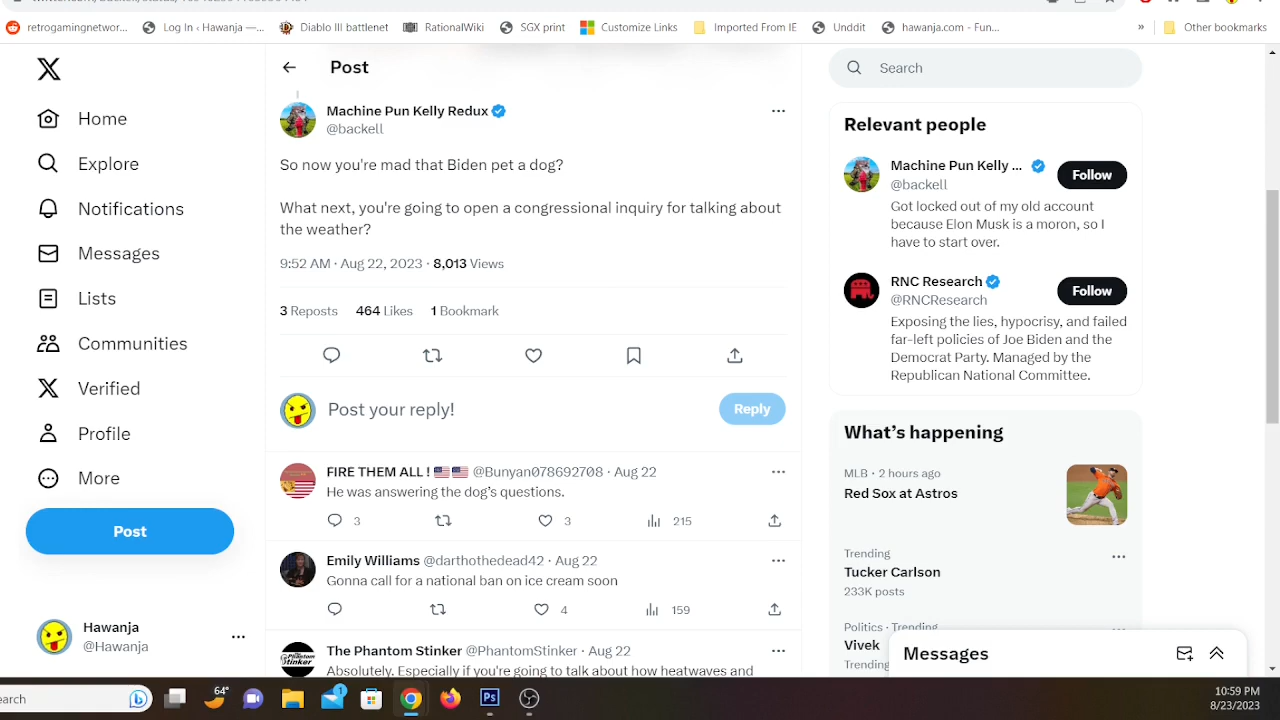 retrogamingnetwor...
Log In ‹ Hawanja —...
Diablo III battlenet
RationalWiki
SGX print
Customize Links
Imported From IE
Unddit
hawanja.com - Fun...
»
Other bookmarks
Post
Search
Home
Explore
Notifications
Messages
Lists
Communities
Verified
Profile
More
Post
Hawanja
@Hawanja
Machine Pun Kelly Redux
@backell
So now you're mad that Biden pet a dog?
What next, you're going to open a congressional inquiry for talking about
the weather?
9:52 AM · Aug 22, 2023 · 8,013 Views
3 Reposts 464 Likes 1 Bookmark
Post your reply!
Reply
FIRE THEM ALL ! @Bunyan078692708 · Aug 22
He was answering the dog's questions.
3 3 215
Emily Williams @darthothedead42 · Aug 22
Gonna call for a national ban on ice cream soon
4 159
The Phantom Stinker @PhantomStinker · Aug 22
Absolutely. Especially if you're going to talk about how heatwaves and
Relevant people
Machine Pun Kelly ...
@backell
Follow
Got locked out of my old account
because Elon Musk is a moron, so I
have to start over.
RNC Research
@RNCResearch
Follow
Exposing the lies, hypocrisy, and failed
far-left policies of Joe Biden and the
Democrat Party. Managed by the
Republican National Committee.
What's happening
MLB · 2 hours ago
Red Sox at Astros
Trending
Tucker Carlson
233K posts
Politics · Trending
Vivek
Trending
Messages
earch
64°
1
10:59 PM
8/23/2023